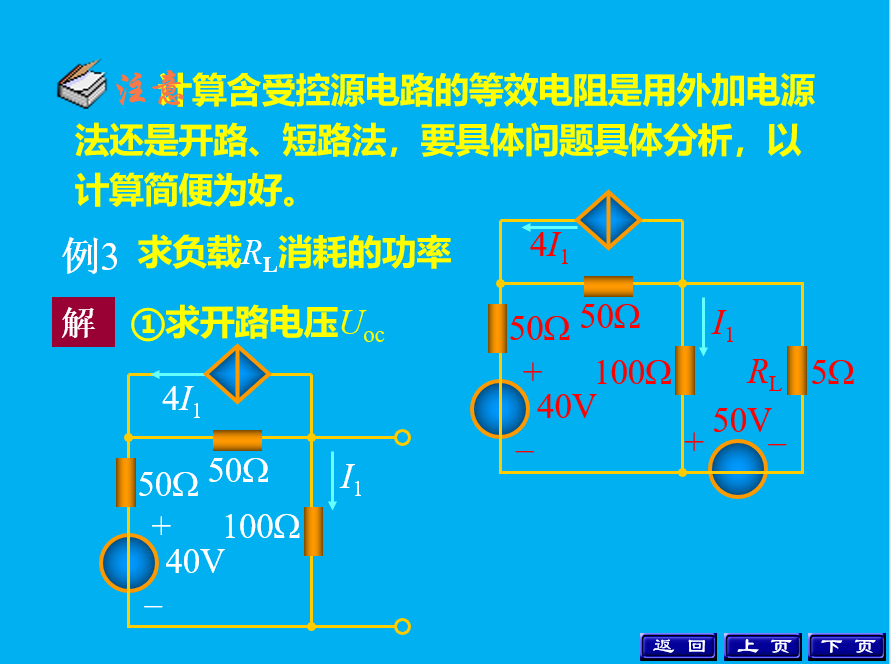 注意 计算含受控源电路的等效电阻是用外加电源
法还是开路、短路法，要具体问题具体分析，以
计算简便为好。
例3 求负载RL消耗的功率
解 ①求开路电压Uoc
4I1
50Ω
50Ω
I1
100Ω
RL
5Ω
+
40V
–
50V
+
–
4I1
50Ω
50Ω
I1
100Ω
+
40V
–
返 回 上 页 下 页